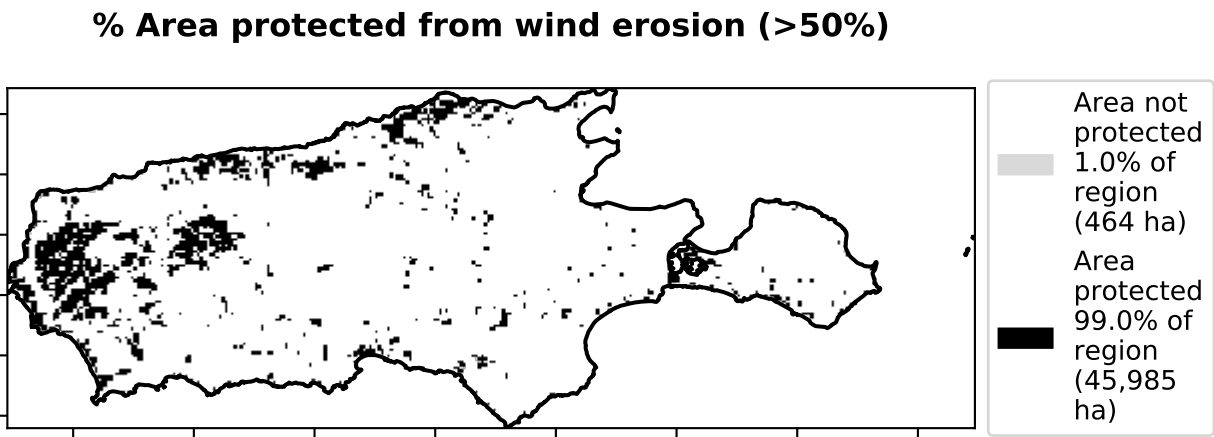 % Area protected from wind erosion (>50%)
Area not
protected
1.0% of
region
(464 ha)
Area
protected
99.0% of
region
(45,985
ha)